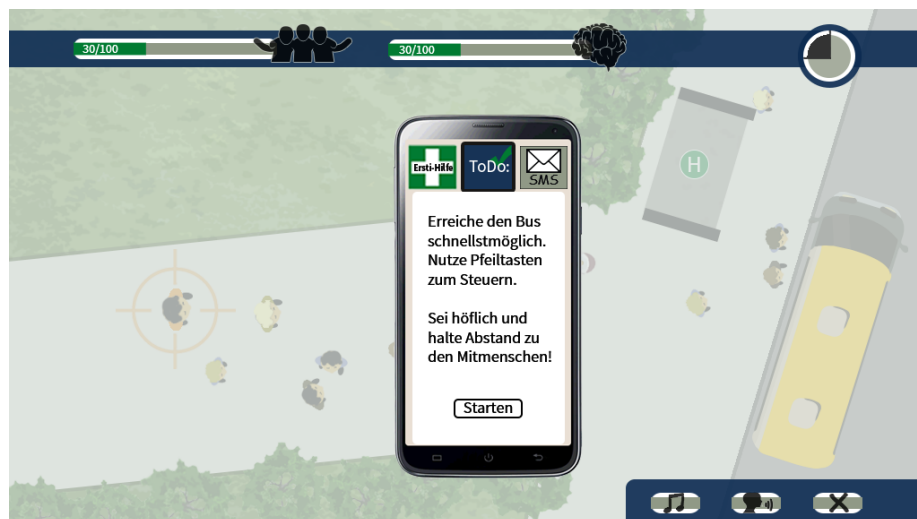 30/100
30/100
Ersti-Hilfe
ToDo:
SMS
H
Erreiche den Bus
schnellstmöglich.
Nutze Pfeiltasten
zum Steuern.
Sei höflich und
halte Abstand zu
den Mitmenschen!
Starten